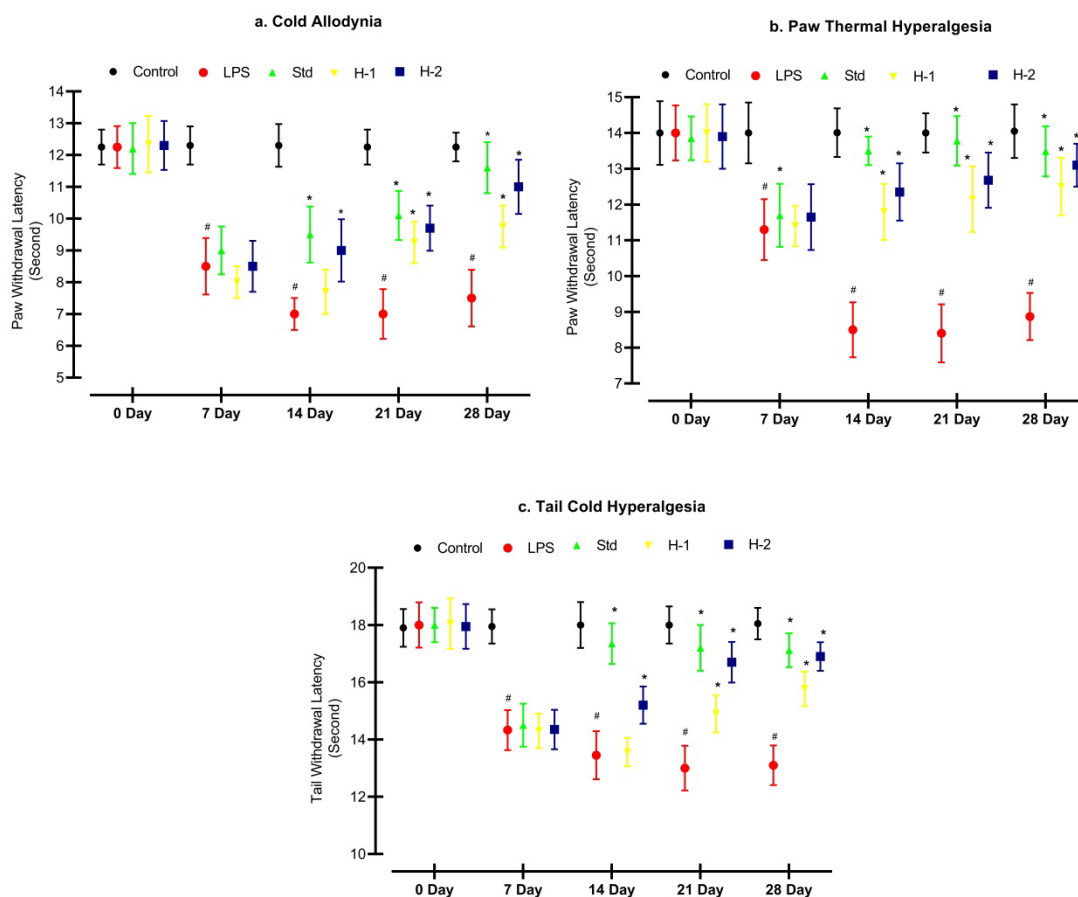 a. Cold Allodynia
Control LPS Std H-1 H-2
Paw Withdrawal Latency
(Second)
14
13
12
11
10
9
8
7
6
5
# # # #
* * * * * * * *
0 Day 7 Day 14 Day 21 Day 28 Day
b. Paw Thermal Hyperalgesia
Control LPS Std H-1 H-2
Paw Withdrawal Latency
(Second)
15
14
13
12
11
10
9
8
7
# # # #
* * * * * * * * * *
0 Day 7 Day 14 Day 21 Day 28 Day
c. Tail Cold Hyperalgesia
Control LPS Std H-1 H-2
Tail Withdrawal Latency
(Second)
20
18
16
14
12
10
# # # #
* * * * * * * *
0 Day 7 Day 14 Day 21 Day 28 Day